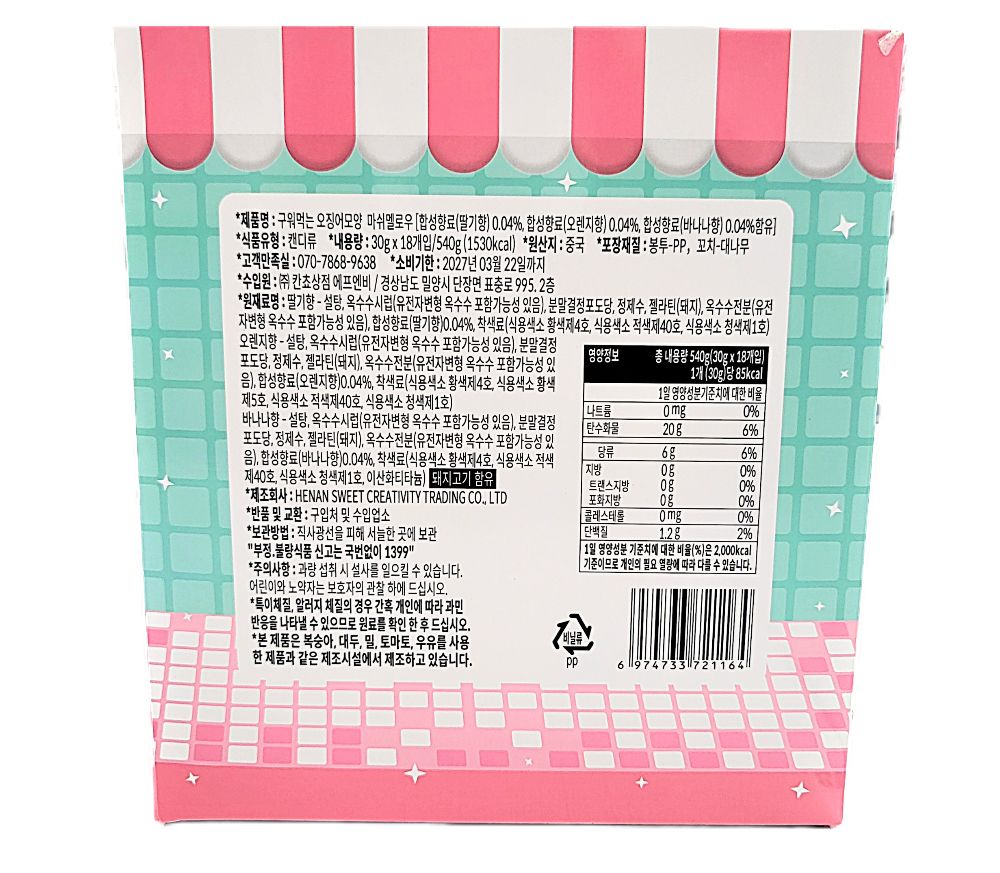 *제품명 : 구워먹는 오징어모양 마쉬멜로우 [합성향료(딸기향) 0.04%, 합성향료(오렌지향) 0.04%, 합성향료(바나나향) 0.04%함유]
*식품유형 : 캔디류 *내용량 : 30g x 18개입/540g (1530kcal) *원산지 : 중국 *포장재질 : 봉투-PP, 꼬치-대나무
*고객만족실 : 070-7868-9638 *소비기한 : 2027년 03월 22일까지
*수입원 : ㈜ 칸쵸상점 에프엔비 / 경상남도 밀양시 단장면 표충로 995. 2층
*원재료명 : 딸기향 - 설탕, 옥수수시럽(유전자변형 옥수수 포함가능성 있음), 분말결정포도당, 정제수, 젤라틴(돼지), 옥수수전분(유전
자변형 옥수수 포함가능성 있음), 합성향료(딸기향)0.04%, 착색료(식용색소 황색제4호, 식용색소 적색제40호, 식용색소 청색제1호)
오렌지향 - 설탕, 옥수수시럽(유전자변형 옥수수 포함가능성 있음), 분말결정
포도당, 정제수, 젤라틴(돼지), 옥수수전분(유전자변형 옥수수 포함가능성 있
음), 합성향료(오렌지향)0.04%, 착색료(식용색소 황색제4호, 식용색소 황색
제5호, 식용색소 적색제40호, 식용색소 청색제1호)
바나나향 - 설탕, 옥수수시럽(유전자변형 옥수수 포함가능성 있음), 분말결정
포도당, 정제수, 젤라틴(돼지), 옥수수전분(유전자변형 옥수수 포함가능성 있
음), 합성향료(바나나향)0.04%, 착색료(식용색소 황색제4호, 식용색소 적색
제40호, 식용색소 청색제1호, 이산화티타늄) 돼지고기 함유
*제조회사 : HENAN SWEET CREATIVITY TRADING CO., LTD
*반품 및 교환 : 구입처 및 수입업소
*보관방법 : 직사광선을 피해 서늘한 곳에 보관
"부정.불량식품 신고는 국번없이 1399"
*주의사항 : 과량 섭취 시 설사를 일으킬 수 있습니다.
어린이와 노약자는 보호자의 관찰 하에 드십시오.
*특이체질, 알러지 체질의 경우 간혹 개인에 따라 과민
반응을 나타낼 수 있으므로 원료를 확인 한 후 드십시오.
*본 제품은 복숭아, 대두, 밀, 토마토, 우유를 사용
한 제품과 같은 제조시설에서 제조하고 있습니다.
영양정보 총 내용량 540g(30g x 18개입)
1개 (30g)당 85kcal
1일 영양성분기준치에 대한 비율
나트륨 0 mg 0%
탄수화물 20 g 6%
당류 6 g 6%
지방 0 g 0%
트랜스지방 0 g 0%
포화지방 0 g 0%
콜레스테롤 0 mg 0%
단백질 1.2 g 2%
1일 영양성분 기준치에 대한 비율(%)은 2,000kcal
기준이므로 개인의 필요 열량에 따라 다를 수 있습니다.
비닐류
PP
6 974733 721164